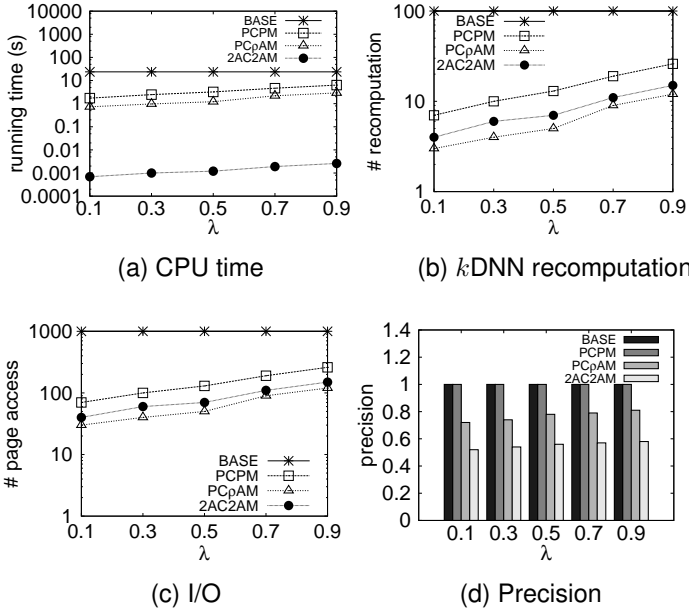 10000
1000
100
10
1
0.1
0.01
0.001
0.0001
running time (s)
BASE
PCPM
PCρAM
2AC2AM
0.1 0.3 0.5 0.7 0.9
λ
(a) CPU time
100
10
1
# recomputation
BASE
PCPM
PCρAM
2AC2AM
0.1 0.3 0.5 0.7 0.9
λ
(b) kDNN recomputation
1000
100
10
1
# page access
BASE
PCPM
PCρAM
2AC2AM
0.1 0.3 0.5 0.7 0.9
λ
(c) I/O
1.4
1.2
1
0.8
0.6
0.4
0.2
0
precision
BASE
PCPM
PCρAM
2AC2AM
0.1 0.3 0.5 0.7 0.9
λ
(d) Precision